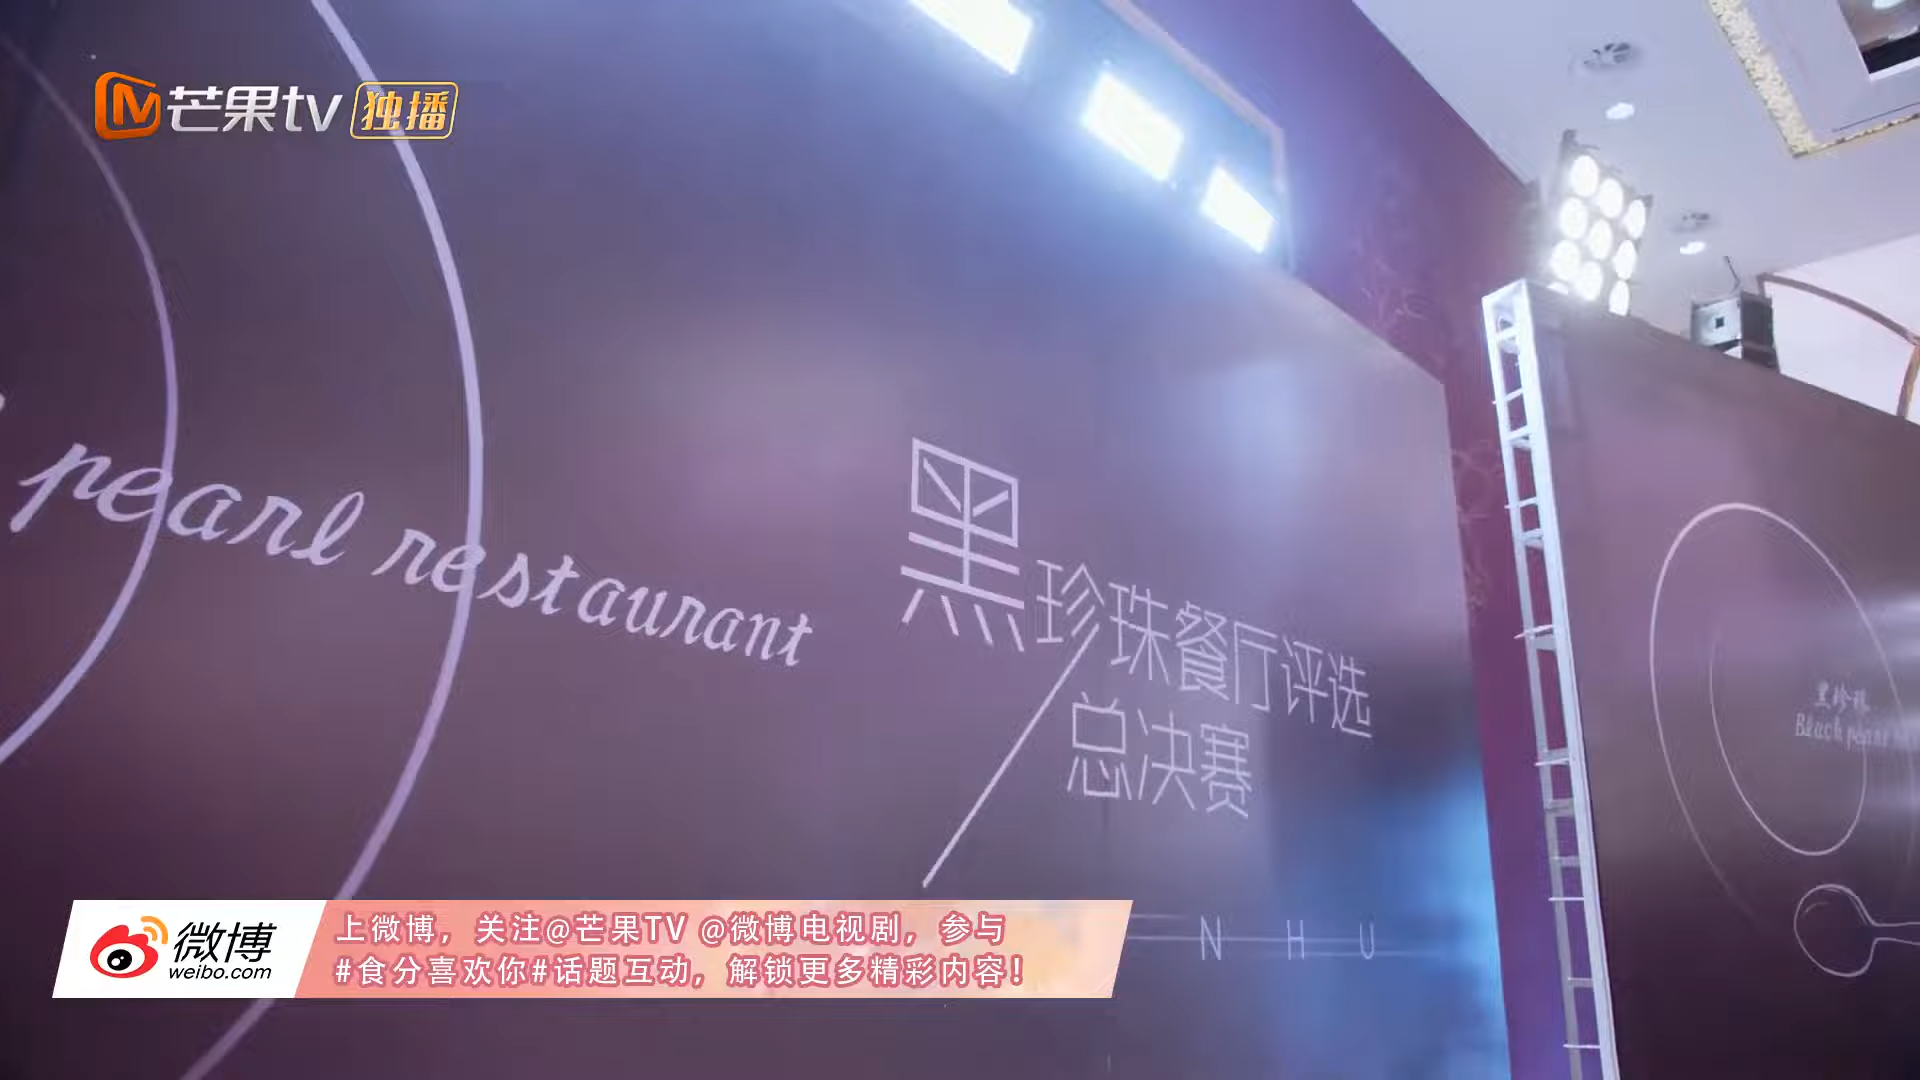 芒果tv 独播
pearl restaurant
黑珍珠餐厅评选
总决赛
N H U
黑珍珠
Black pearl
微博
weibo.com
上微博，关注@芒果TV @微博电视剧，参与
#食分喜欢你#话题互动，解锁更多精彩内容！